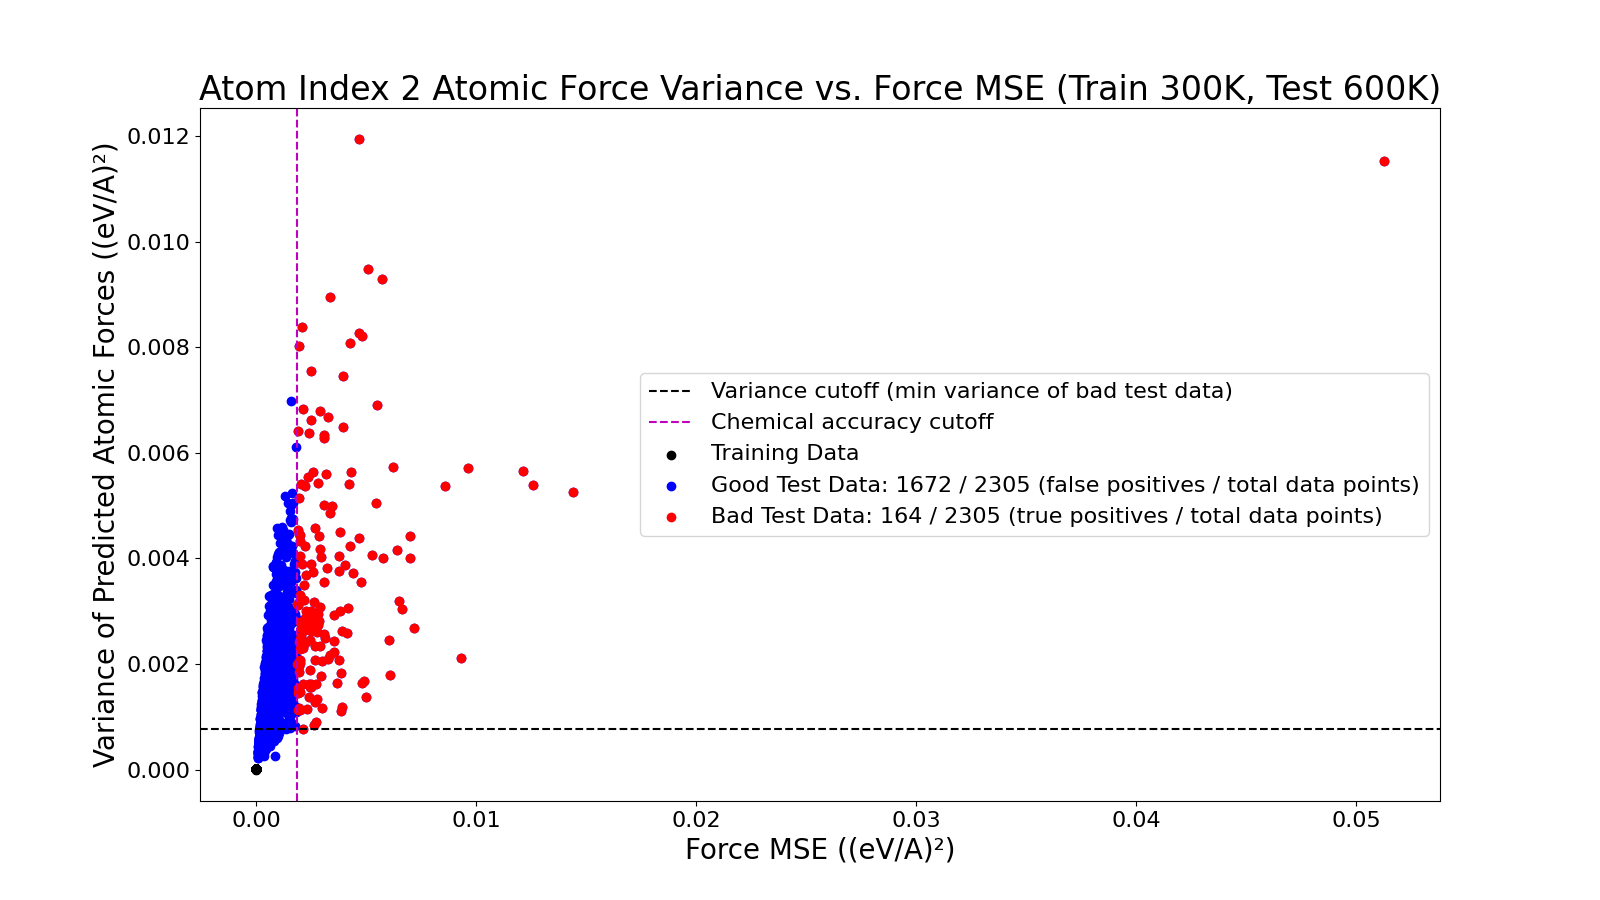 Atom Index 2 Atomic Force Variance vs. Force MSE (Train 300K, Test 600K)
Variance of Predicted Atomic Forces ((eV/A)²)
0.012
0.010
0.008
0.006
0.004
0.002
0.000
Variance cutoff (min variance of bad test data)
Chemical accuracy cutoff
Training Data
Good Test Data: 1672 / 2305 (false positives / total data points)
Bad Test Data: 164 / 2305 (true positives / total data points)
0.00 0.01 0.02 0.03 0.04 0.05
Force MSE ((eV/A)²)